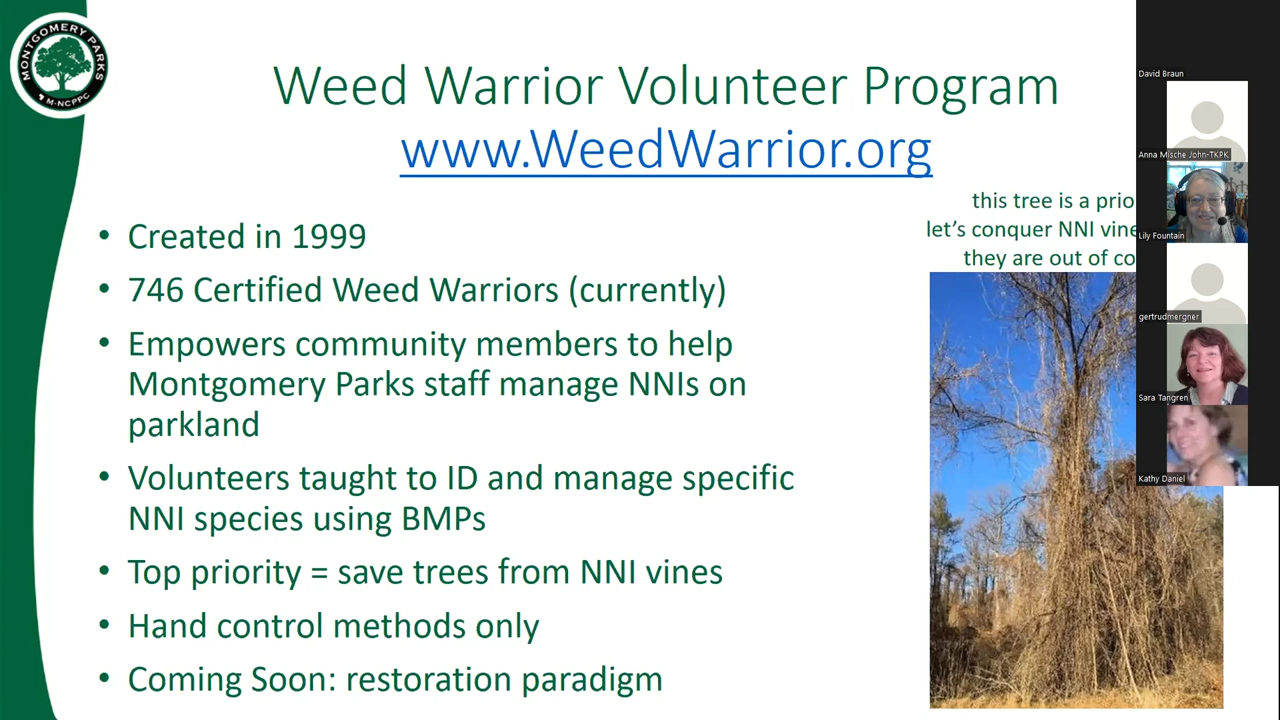 MONTGOMERY PARKS
M-NCPPC
Weed Warrior Volunteer Program
www.WeedWarrior.org
• Created in 1999
• 746 Certified Weed Warriors (currently)
• Empowers community members to help
Montgomery Parks staff manage NNIs on
parkland
• Volunteers taught to ID and manage specific
NNI species using BMPs
• Top priority = save trees from NNI vines
• Hand control methods only
• Coming Soon: restoration paradigm
this tree is a prio
let’s conquer NNI vine
they are out of co
David Braun
Anna Mische John-TKPK
Lily Fountain
gertrudmergner
Sara Tangren
Kathy Daniel